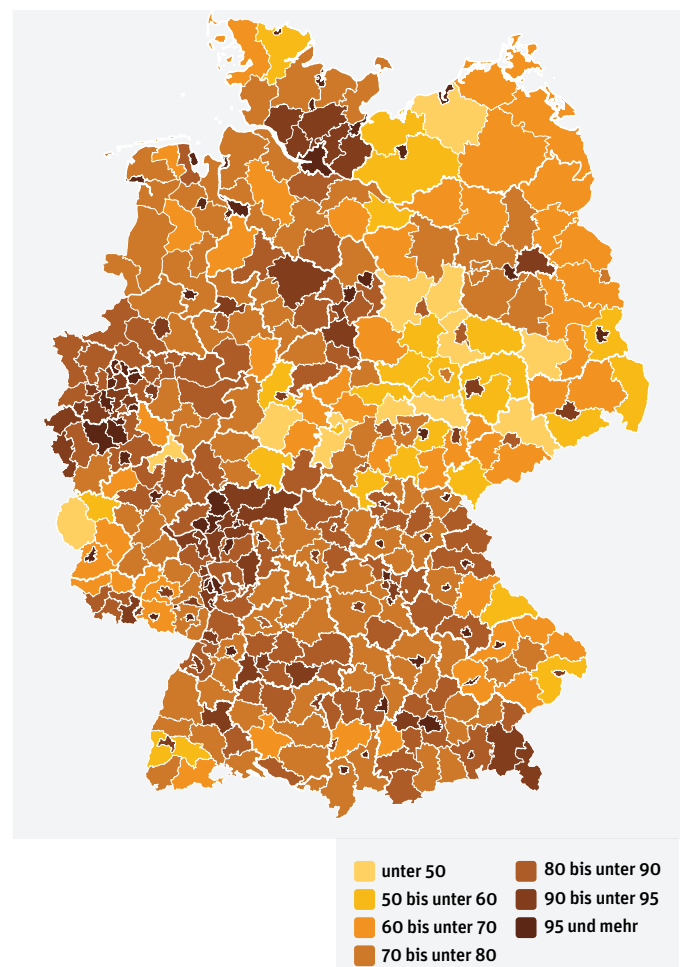 unter 50
50 bis unter 60
60 bis unter 70
70 bis unter 80
80 bis unter 90
90 bis unter 95
95 und mehr